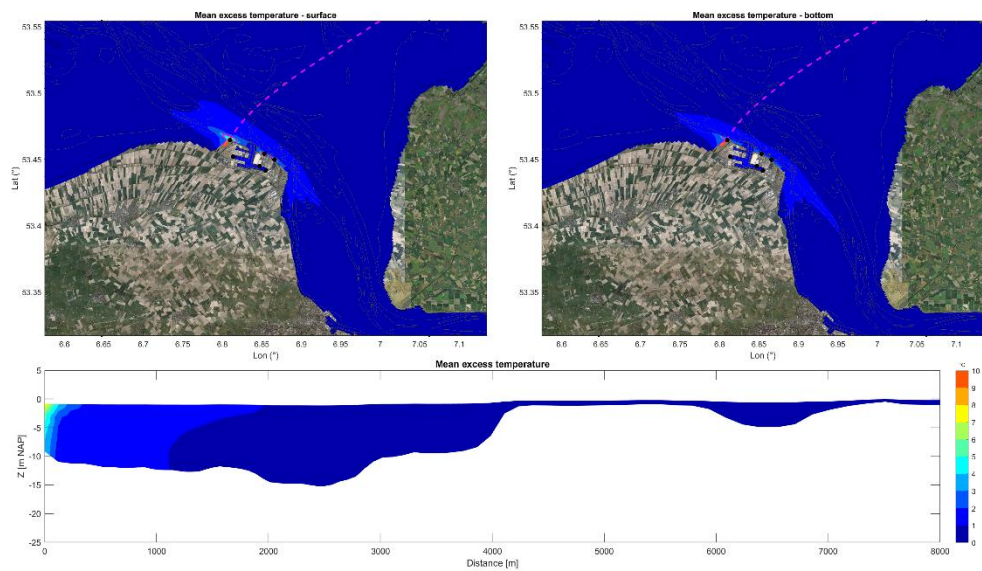 Mean excess temperature - surface
53.55
53.5
53.45
53.4
53.35
Lat (°)
6.6 6.65 6.7 6.75 6.8 6.85 6.9 6.95 7 7.05 7.1
Lon (°)
Mean excess temperature - bottom
53.55
53.5
53.45
53.4
53.35
Lat (°)
6.6 6.65 6.7 6.75 6.8 6.85 6.9 6.95 7 7.05 7.1
Lon (°)
Mean excess temperature
5
0
-5
-10
-15
-20
-25
Z [m NAP]
0 1000 2000 3000 4000 5000 6000 7000 8000
Distance [m]
°C
10
9
8
7
6
5
4
3
2
1
0